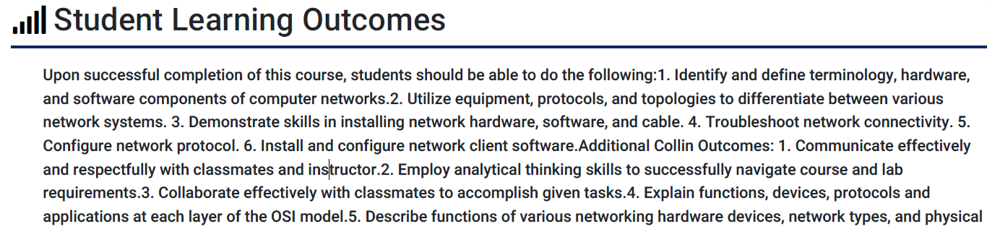 Student Learning Outcomes
Upon successful completion of this course, students should be able to do the following:1. Identify and define terminology, hardware,
and software components of computer networks.2. Utilize equipment, protocols, and topologies to differentiate between various
network systems. 3. Demonstrate skills in installing network hardware, software, and cable. 4. Troubleshoot network connectivity. 5.
Configure network protocol. 6. Install and configure network client software.Additional Collin Outcomes: 1. Communicate effectively
and respectfully with classmates and instructor.2. Employ analytical thinking skills to successfully navigate course and lab
requirements.3. Collaborate effectively with classmates to accomplish given tasks.4. Explain functions, devices, protocols and
applications at each layer of the OSI model.5. Describe functions of various networking hardware devices, network types, and physical